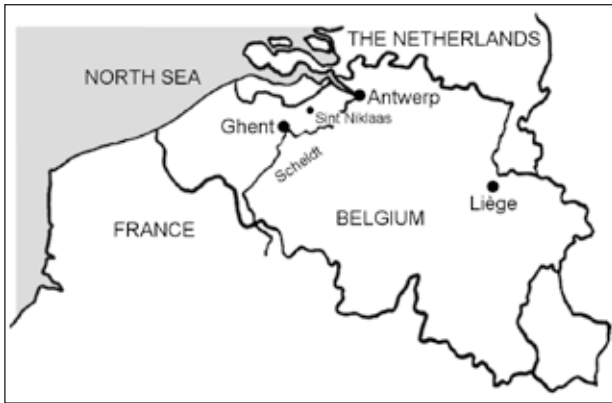 THE NETHERLANDS
NORTH SEA
Antwerp
Sint Niklaas
Ghent
Scheldt
Liège
BELGIUM
FRANCE